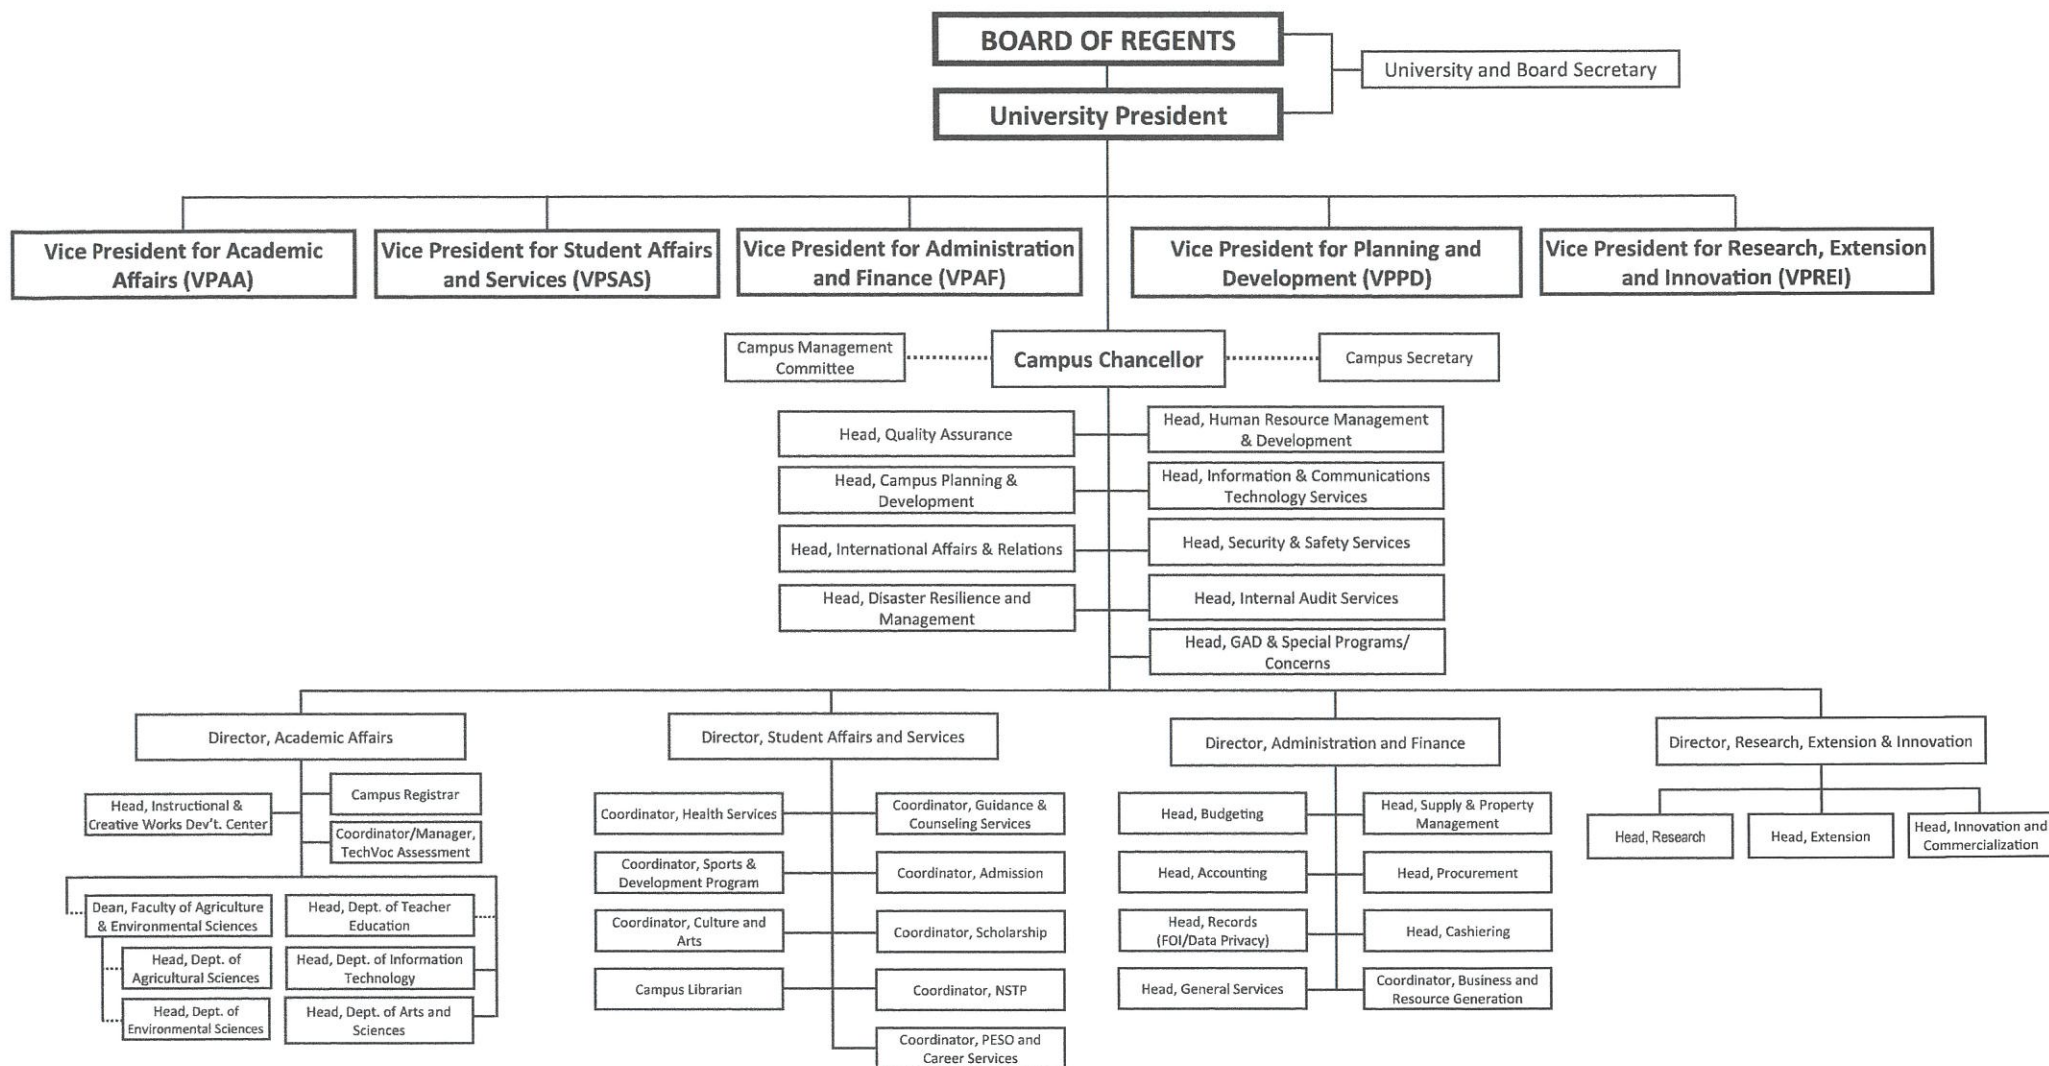 BOARD OF REGENTS
University and Board Secretary
University President
Vice President for Academic
Affairs (VPAA)
Vice President for Student Affairs
and Services (VPSAS)
Vice President for Administration
and Finance (VPAF)
Vice President for Planning and
Development (VPPD)
Vice President for Research, Extension
and Innovation (VPREI)
Campus Management
Committee
Campus Chancellor
Campus Secretary
Head, Quality Assurance
Head, Human Resource Management
& Development
Head, Campus Planning &
Development
Head, Information & Communications
Technology Services
Head, International Affairs & Relations
Head, Security & Safety Services
Head, Disaster Resilience and
Management
Head, Internal Audit Services
Head, GAD & Special Programs/
Concerns
Director, Academic Affairs
Director, Student Affairs and Services
Director, Administration and Finance
Director, Research, Extension & Innovation
Head, Instructional &
Creative Works Dev't. Center
Campus Registrar
Coordinator/Manager,
TechVoc Assessment
Dean, Faculty of Agriculture
& Environmental Sciences
Head, Dept. of
Agricultural Sciences
Head, Dept. of
Environmental Sciences
Head, Dept. of Teacher
Education
Head, Dept. of Information
Technology
Head, Dept. of Arts and
Sciences
Coordinator, Health Services
Coordinator, Guidance &
Counseling Services
Coordinator, Sports &
Development Program
Coordinator, Admission
Coordinator, Culture and
Arts
Coordinator, Scholarship
Campus Librarian
Coordinator, NSTP
Coordinator, PESO and
Career Services
Head, Budgeting
Head, Supply & Property
Management
Head, Accounting
Head, Procurement
Head, Records
(FOI/Data Privacy)
Head, Cashiering
Head, General Services
Coordinator, Business and
Resource Generation
Head, Research
Head, Extension
Head, Innovation and
Commercialization